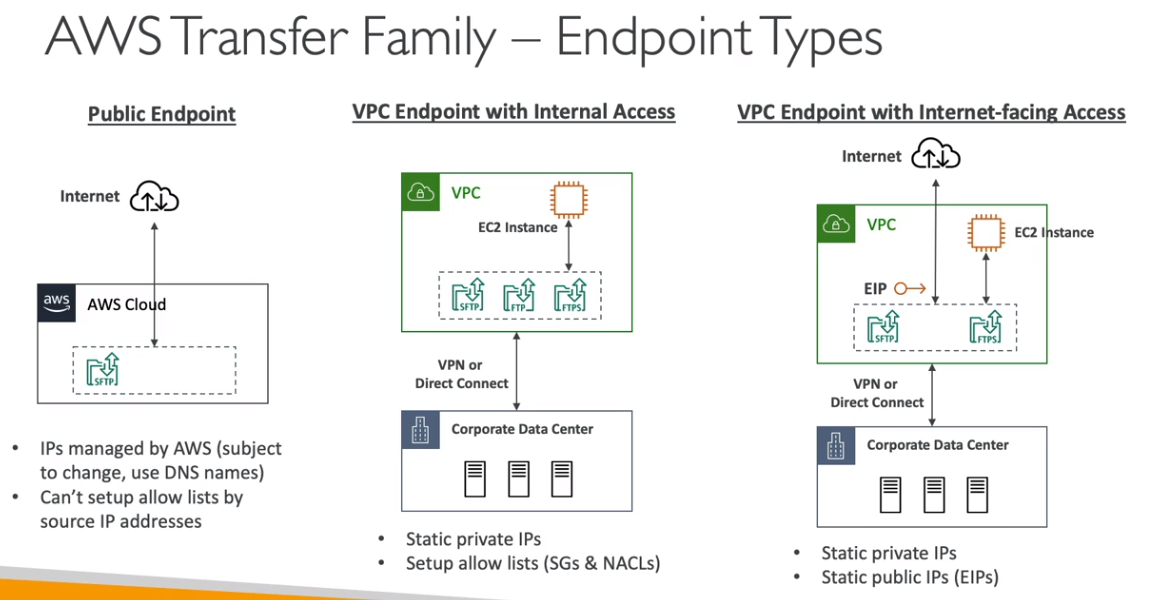 AWS Transfer Family – Endpoint Types
Public Endpoint
Internet
aws
AWS Cloud
SFTP
• IPs managed by AWS (subject
to change, use DNS names)
• Can't setup allow lists by
source IP addresses
VPC Endpoint with Internal Access
VPC
EC2 Instance
SFTP
FTP
FTPS
VPN or
Direct Connect
Corporate Data Center
• Static private IPs
• Setup allow lists (SGs & NACLs)
VPC Endpoint with Internet-facing Access
Internet
VPC
EC2 Instance
EIP
SFTP
FTPS
VPN or
Direct Connect
Corporate Data Center
• Static private IPs
• Static public IPs (EIPs)